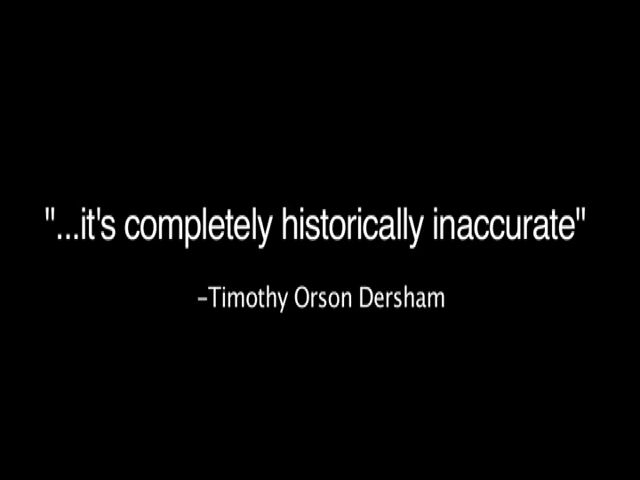 "...it's completely historically inaccurate"
–Timothy Orson Dersham